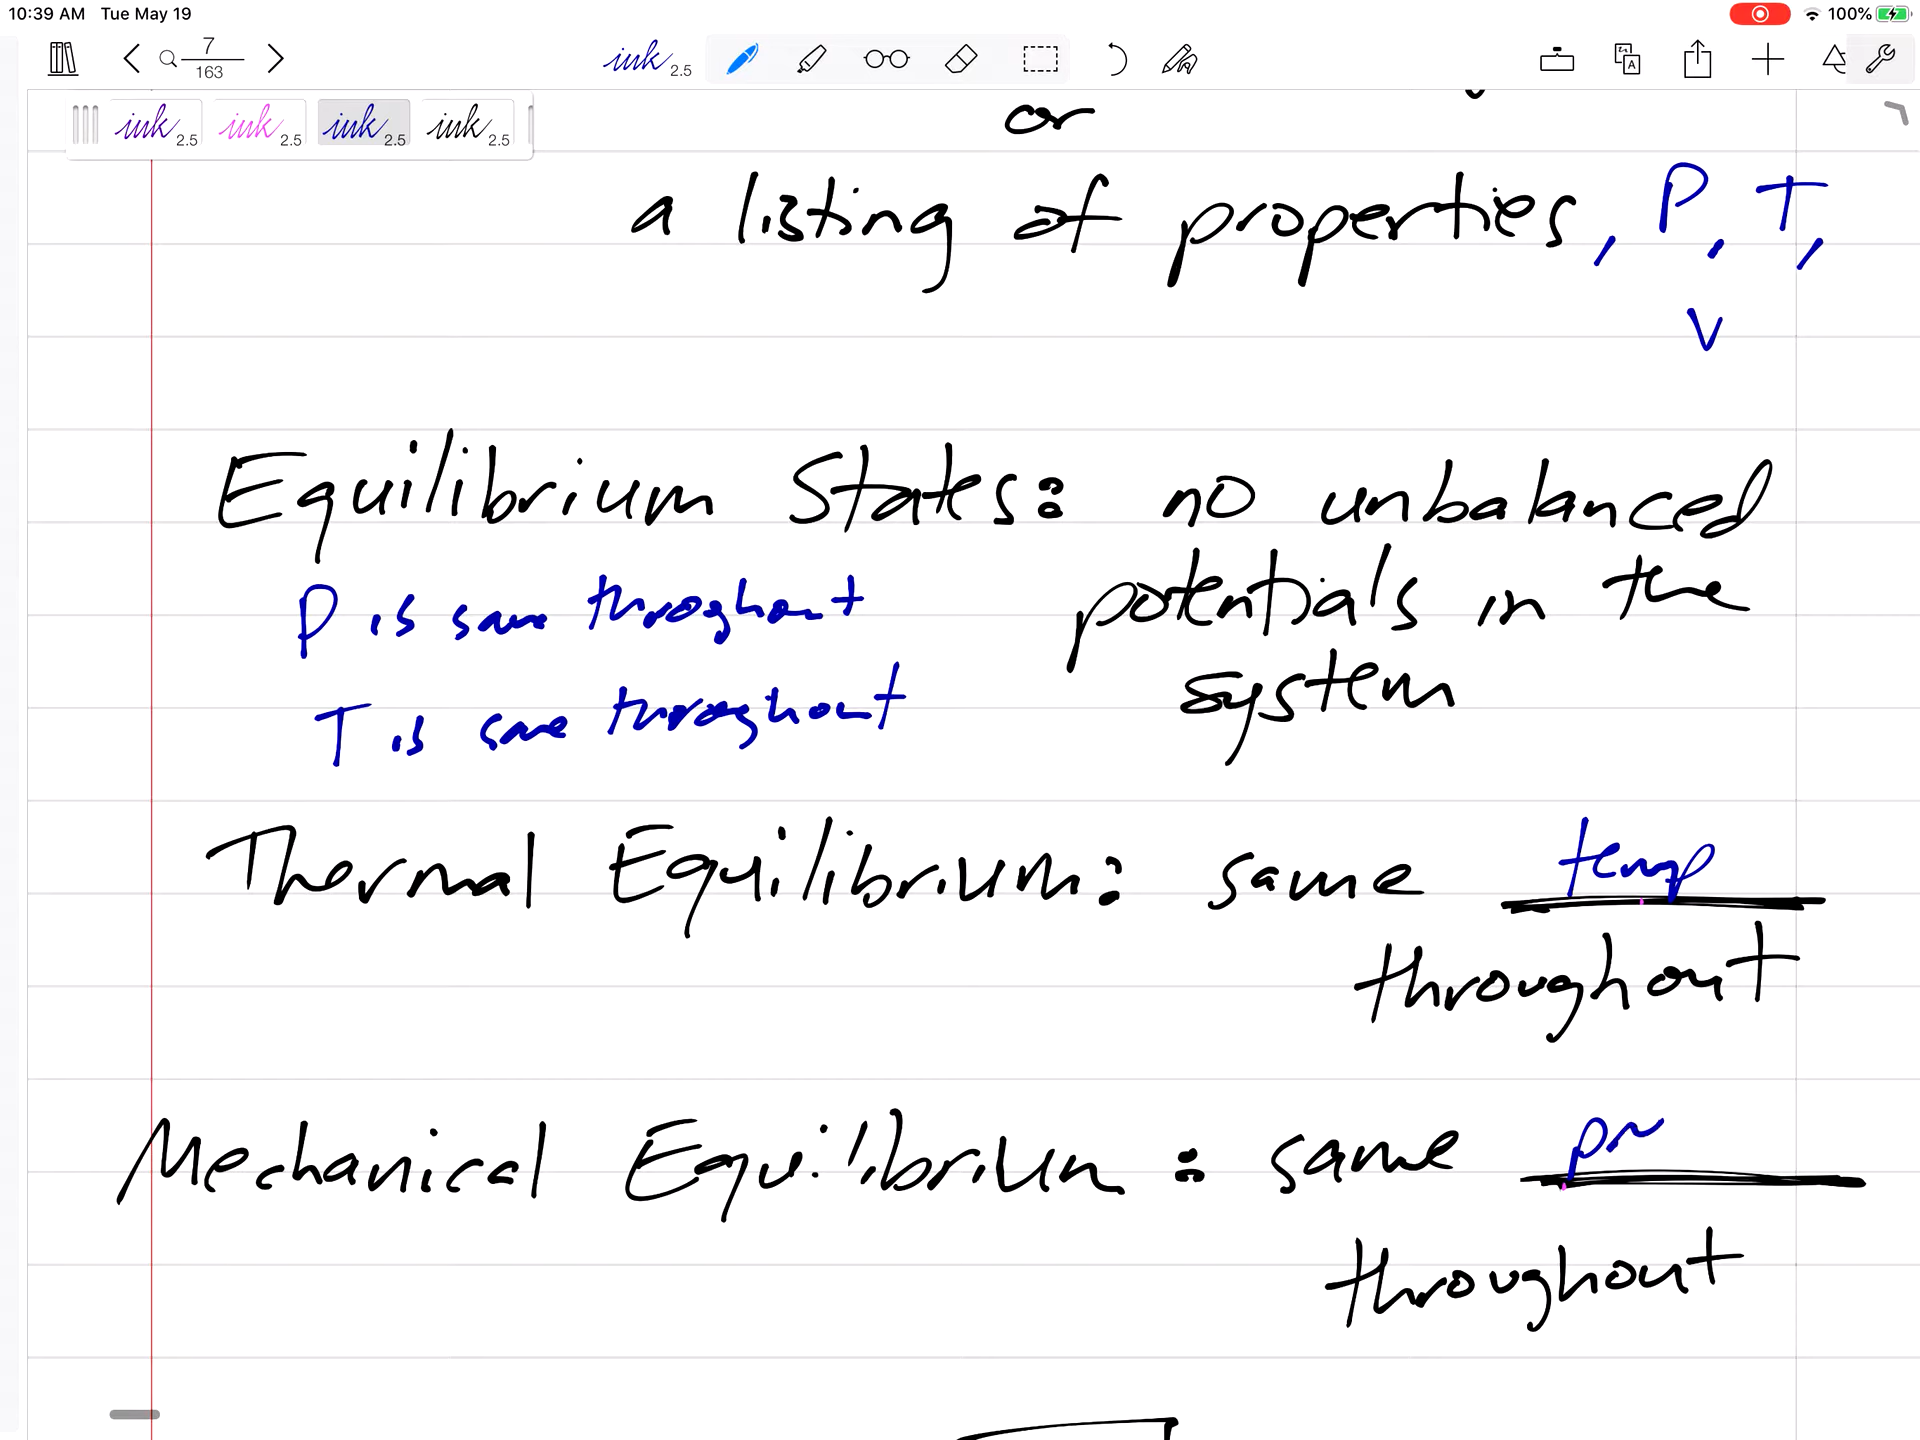 10:39 AM Tue May 19
100%
7
163
ink 2.5
ink 2.5
ink 2.5
ink 2.5
ink 2.5
or
a listing of properties, P, T,
v
Equilibrium States: no unbalanced
potentials in the
system
P is same throghout
T is same throughout
Thermal Equilibrium: same temp
throughout
Mechanical Equilibrium: same
throughout